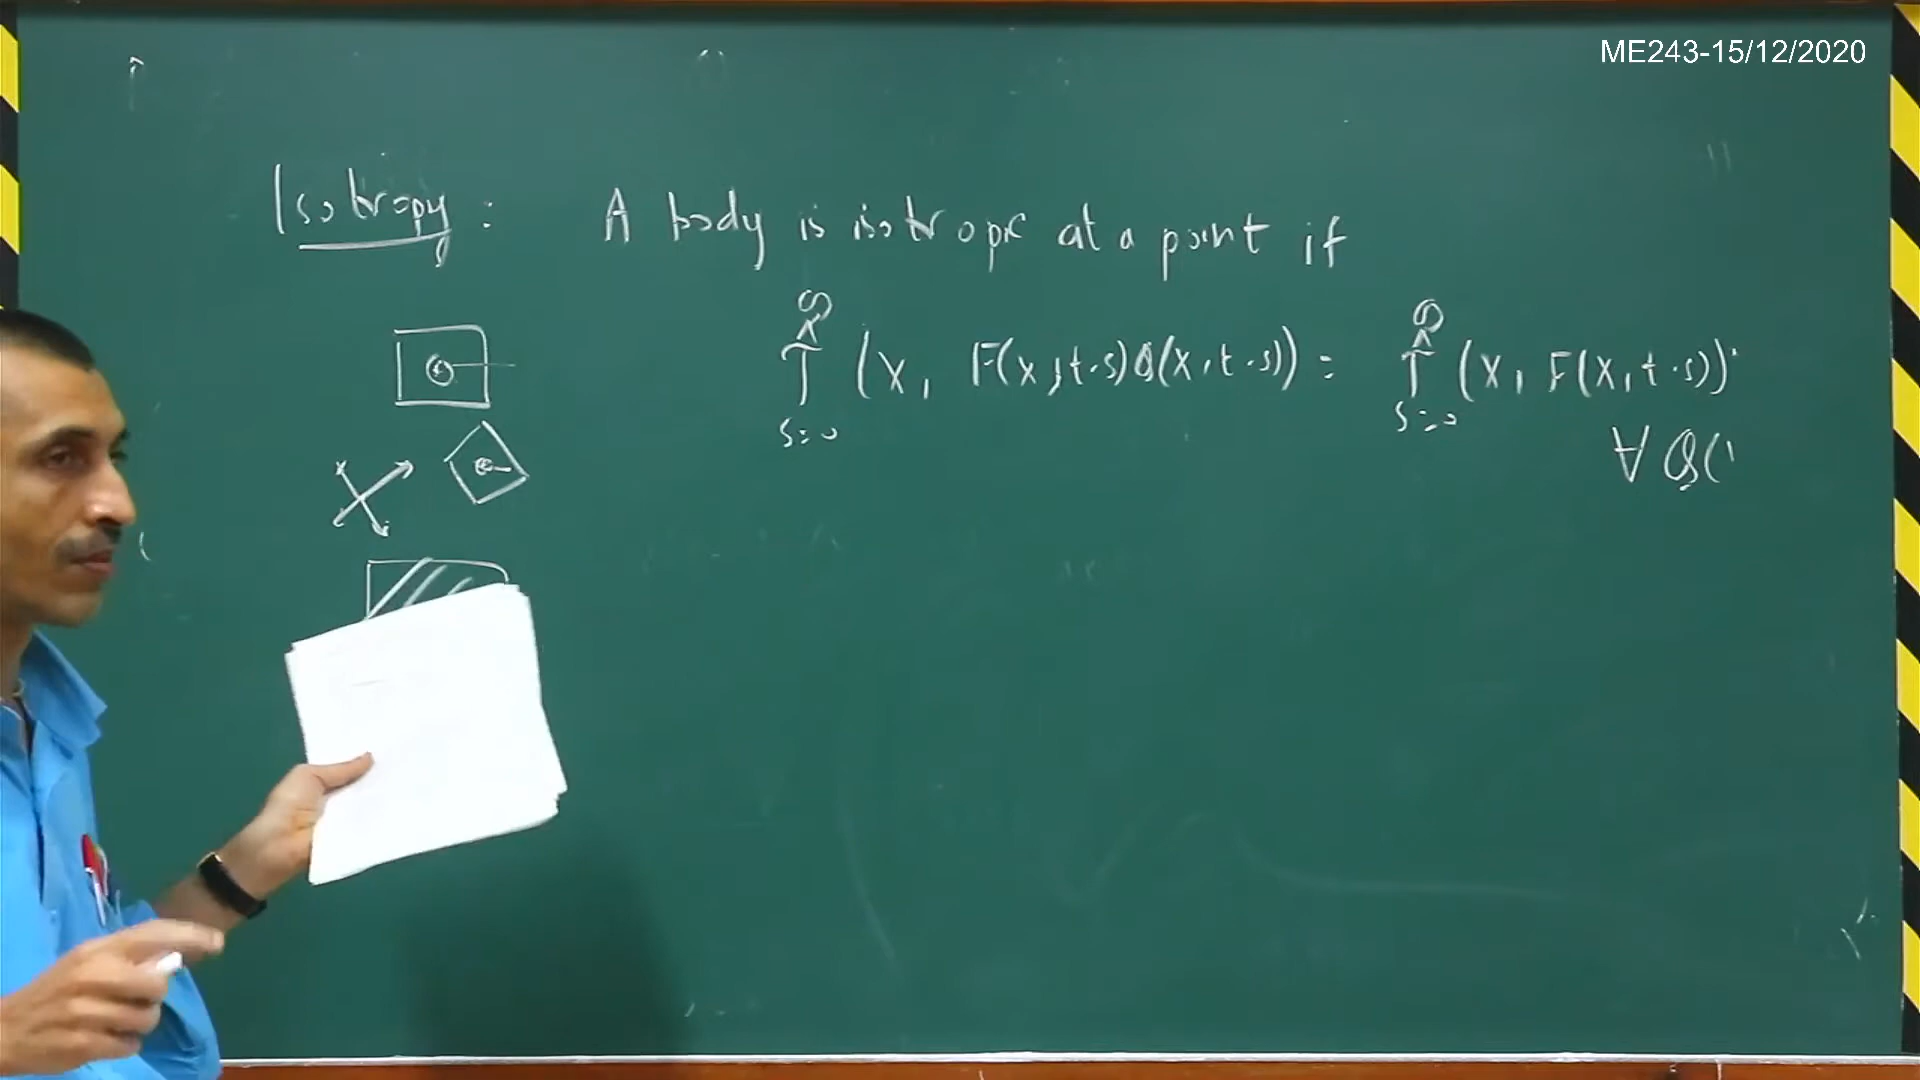 ME243-15/12/2020
Isotropy : A body is isotropic at a point if
∞ ∞
T̂ (X, F(X,t-s)Q(X,t-s)) = T̂ (X, F(X,t-s))
s=0 s=0
∀ Q(